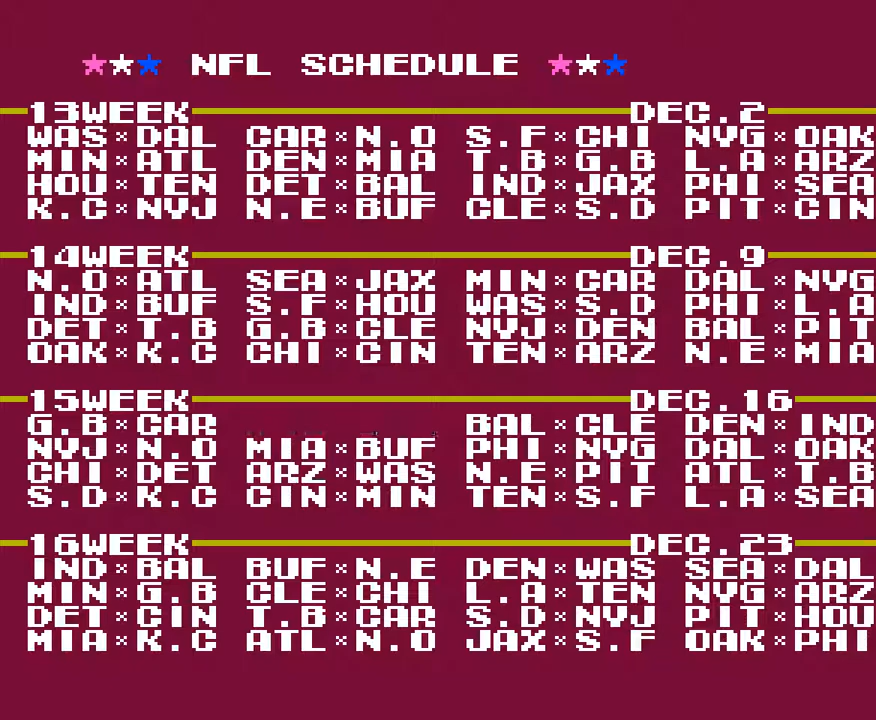 ★★★ NFL SCHEDULE ★★★
13WEEK DEC.2
WAS×DAL CAR×N.O S.F×CHI NYG×OAK
MIN×ATL DEN×MIA T.B×G.B L.A×ARZ
HOU×TEN DET×BAL IND×JAX PHI×SEA
K.C×NYJ N.E×BUF CLE×S.D PIT×CIN
14WEEK DEC.9
N.O×ATL SEA×JAX MIN×CAR DAL×NYG
IND×BUF S.F×HOU WAS×S.D PHI×L.A
DET×T.B G.B×CLE NYJ×DEN BAL×PIT
OAK×K.C CHI×CIN TEN×ARZ N.E×MIA
15WEEK DEC.16
G.B×CAR BAL×CLE DEN×IND
NYJ×N.O MIA×BUF PHI×NYG DAL×OAK
CHI×DET ARZ×WAS N.E×PIT ATL×T.B
S.D×K.C CIN×MIN TEN×S.F L.A×SEA
16WEEK DEC.23
IND×BAL BUF×N.E DEN×WAS SEA×DAL
MIN×G.B CLE×CHI L.A×TEN NYG×ARZ
DET×CIN T.B×CAR S.D×NYJ PIT×HOU
MIA×K.C ATL×N.O JAX×S.F OAK×PHI